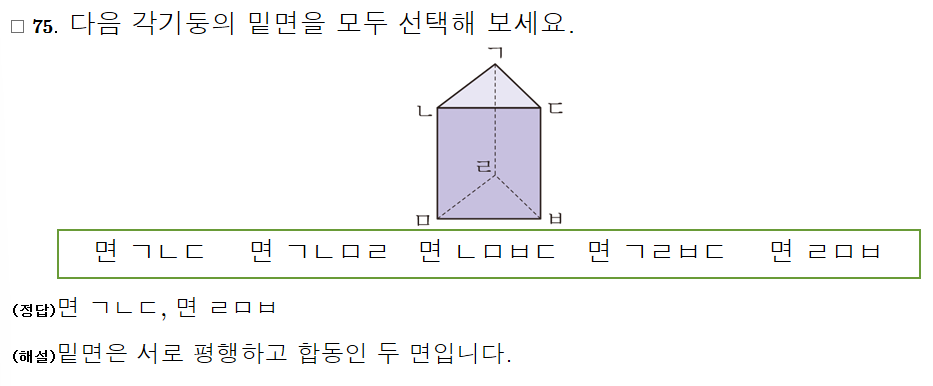 □ 75. 다음 각기둥의 밑면을 모두 선택해 보세요.
ㄱ
ㄴ ㄷ
ㄹ
ㅁ ㅂ
면 ㄱㄴㄷ 면 ㄱㄴㅁㄹ 면 ㄴㅁㅂㄷ 면 ㄱㄹㅂㄷ 면 ㄹㅁㅂ
(정답)면 ㄱㄴㄷ, 면 ㄹㅁㅂ
(해설)밑면은 서로 평행하고 합동인 두 면입니다.